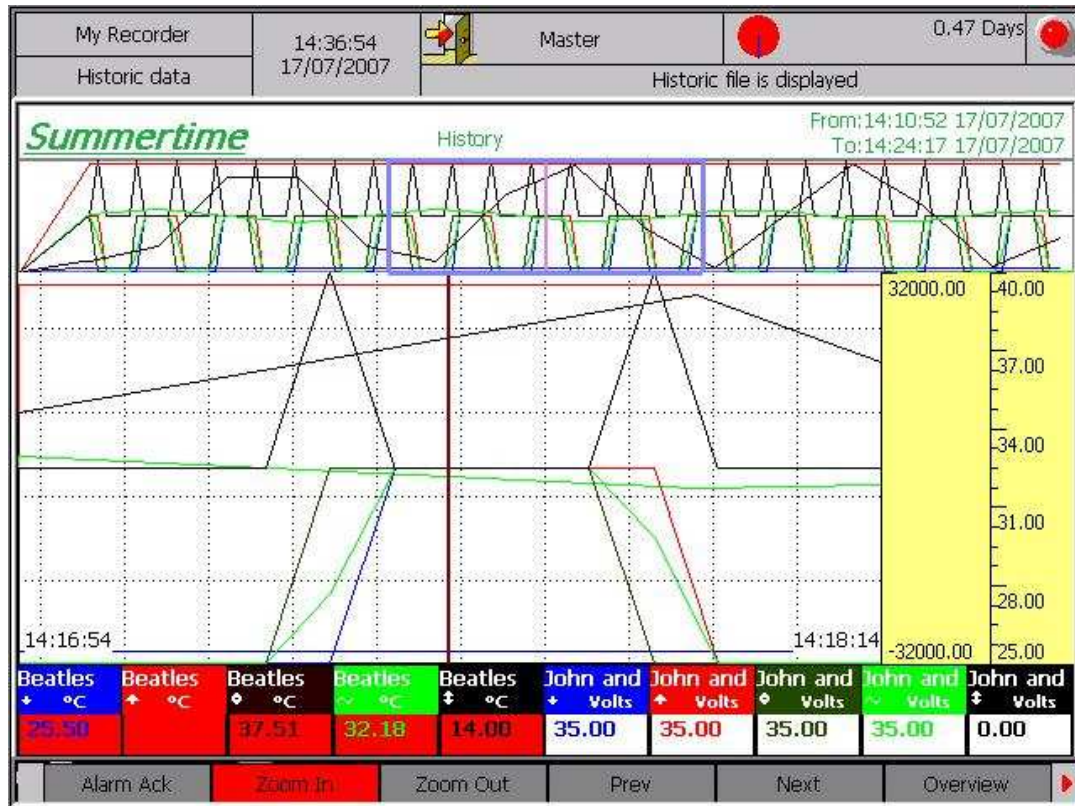 My Recorder
14:36:54
17/07/2007
Master
0.47 Days
Historic data
Historic file is displayed
Summertime
History
From:14:10:52 17/07/2007
To:14:24:17 17/07/2007
32000.00
40.00
37.00
34.00
31.00
28.00
14:16:54
14:18:14
-32000.00
25.00
Beatles Beatles Beatles Beatles Beatles John and John and John and John and John and
°C °C °C °C °C Volts Volts Volts Volts Volts
25.50 37.51 32.18 14.00 35.00 35.00 35.00 35.00 0.00
Alarm Ack Zoom In Zoom Out Prev Next Overview